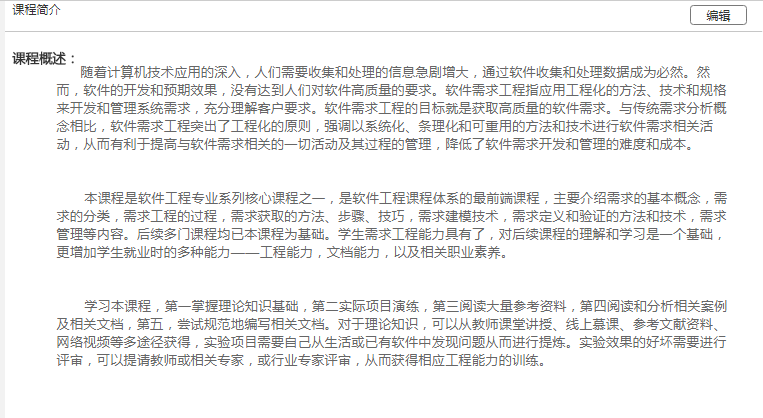 课程简介
编辑
课程概述：
随着计算机技术应用的深入，人们需要收集和处理的信息急剧增大，通过软件收集和处理数据成为必然。然
而，软件的开发和预期效果，没有达到人们对软件高质量的要求。软件需求工程指应用工程化的方法、技术和规格
来开发和管理系统需求，充分理解客户要求。软件需求工程的目标就是获取高质量的软件需求。与传统需求分析概
念相比，软件需求工程突出了工程化的原则，强调以系统化、条理化和可重用的方法和技术进行软件需求相关活
动，从而有利于提高与软件需求相关的一切活动及其过程的管理，降低了软件需求开发和管理的难度和成本。
本课程是软件工程专业系列核心课程之一，是软件工程课程体系的最前端课程，主要介绍需求的基本概念，需
求的分类，需求工程的过程，需求获取的方法、步骤、技巧，需求建模技术，需求定义和验证的方法和技术，需求
管理等内容。后续多门课程均已本课程为基础。学生需求工程能力具有了，对后续课程的理解和学习是一个基础，
更增加学生就业时的多种能力——工程能力，文档能力，以及相关职业素养。
学习本课程，第一掌握理论知识基础，第二实际项目演练，第三阅读大量参考资料，第四阅读和分析相关案例
及相关文档，第五，尝试规范地编写相关文档。对于理论知识，可以从教师课堂讲授、线上慕课、参考文献资料、
网络视频等多途径获得，实验项目需要自己从生活或已有软件中发现问题从而进行提炼。实验效果的好坏需要进行
评审，可以提请教师或相关专家，或行业专家评审，从而获得相应工程能力的训练。